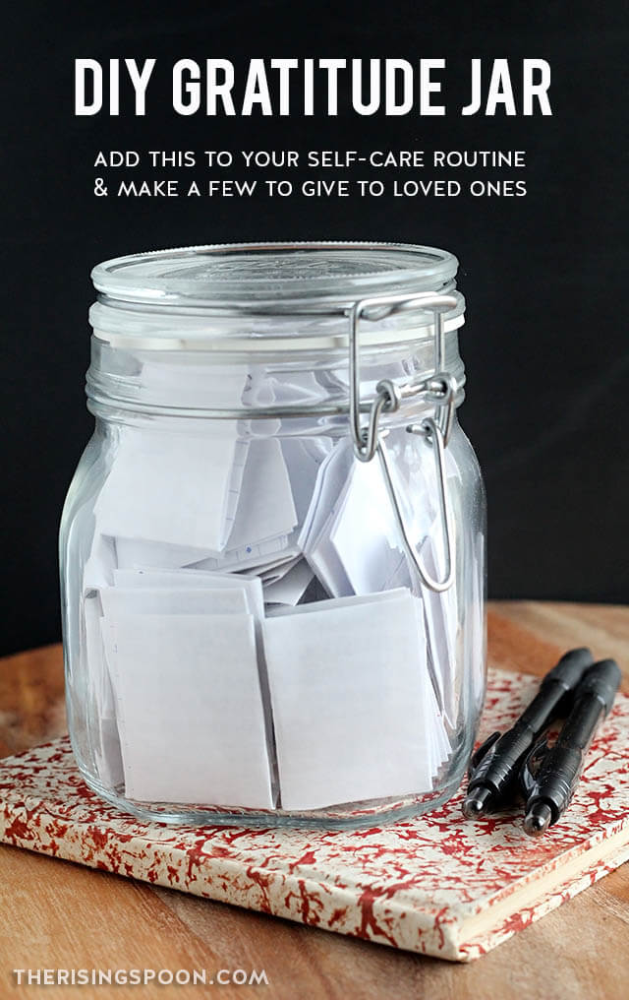 DIY GRATITUDE JAR
ADD THIS TO YOUR SELF-CARE ROUTINE
& MAKE A FEW TO GIVE TO LOVED ONES
THERISINGSPOON.COM